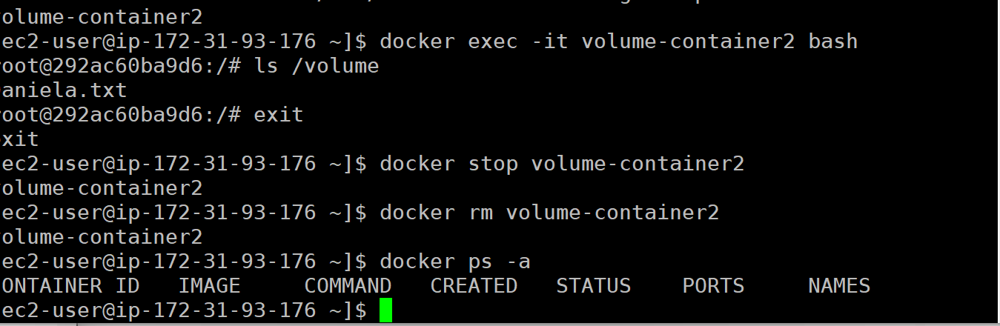 olume-container2
ec2-user@ip-172-31-93-176 ~]$ docker exec -it volume-container2 bash
oot@292ac60ba9d6:/# ls /volume
aniela.txt
oot@292ac60ba9d6:/# exit
xit
ec2-user@ip-172-31-93-176 ~]$ docker stop volume-container2
olume-container2
ec2-user@ip-172-31-93-176 ~]$ docker rm volume-container2
olume-container2
ec2-user@ip-172-31-93-176 ~]$ docker ps -a
ONTAINER ID   IMAGE     COMMAND   CREATED   STATUS    PORTS     NAMES
ec2-user@ip-172-31-93-176 ~]$